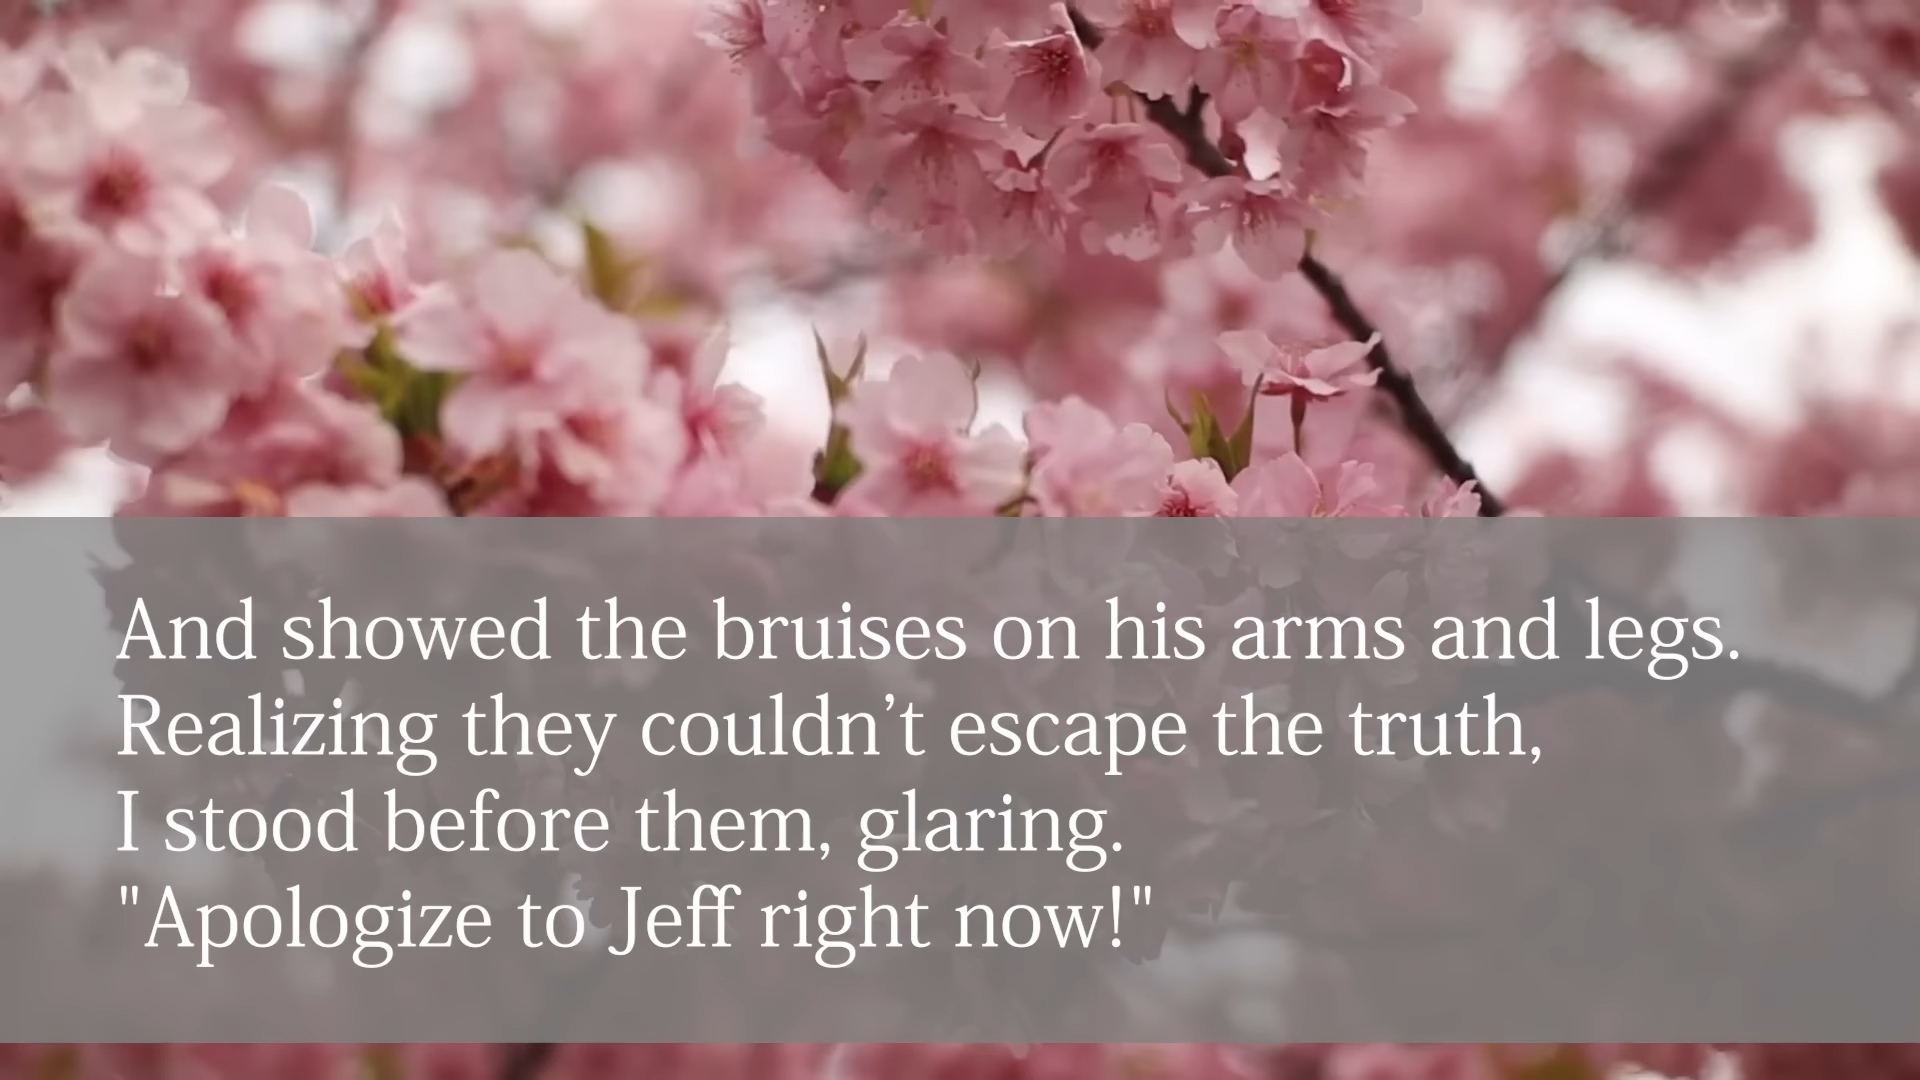 And showed the bruises on his arms and legs.
Realizing they couldn’t escape the truth,
I stood before them, glaring.
"Apologize to Jeff right now!"